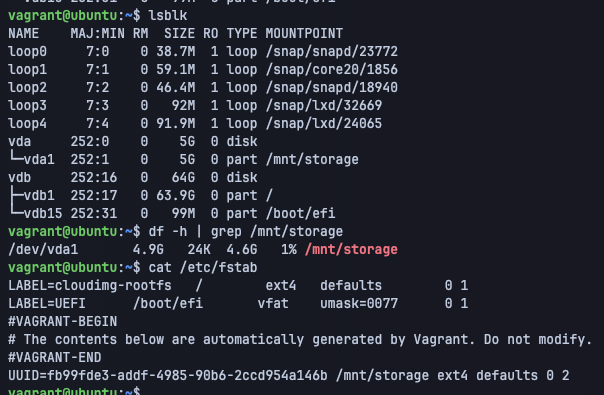 vagrant@ubuntu:~$ lsblk
NAME    MAJ:MIN RM  SIZE RO TYPE MOUNTPOINT
loop0     7:0    0 38.7M  1 loop /snap/snapd/23772
loop1     7:1    0 59.1M  1 loop /snap/core20/1856
loop2     7:2    0 46.4M  1 loop /snap/snapd/18940
loop3     7:3    0   92M  1 loop /snap/lxd/32669
loop4     7:4    0 91.9M  1 loop /snap/lxd/24065
vda     252:0    0    5G  0 disk
└─vda1  252:1    0    5G  0 part /mnt/storage
vdb     252:16   0   64G  0 disk
├─vdb1  252:17   0 63.9G  0 part /
└─vdb15 252:31   0   99M  0 part /boot/efi
vagrant@ubuntu:~$ df -h | grep /mnt/storage
/dev/vda1       4.9G   24K  4.6G   1% /mnt/storage
vagrant@ubuntu:~$ cat /etc/fstab
LABEL=cloudimg-rootfs   /        ext4   defaults        0 1
LABEL=UEFI      /boot/efi       vfat    umask=0077      0 1
#VAGRANT-BEGIN
# The contents below are automatically generated by Vagrant. Do not modify.
#VAGRANT-END
UUID=fb99fde3-addf-4985-90b6-2ccd954a146b /mnt/storage ext4 defaults 0 2
vagrant@ubuntu:~$